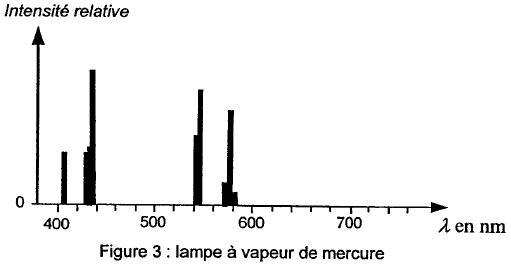 Intensité relative
0
400 500 600 700
λ en nm
Figure 3 : lampe à vapeur de mercure